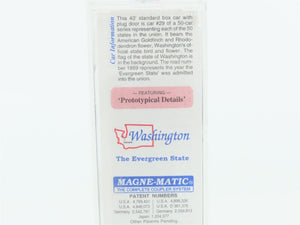 Car Information
This 40' standard box car with
plug door is car #29 of a 50-car
series representing each of the 50
states in the union. It bears the
American Goldfinch and Rhodo-
dendron flower, Washington's of-
ficial state bird and flower. The
flag of the state of Washington is
in the background. The road num-
ber 1889 represents the year the
'Evergreen State' was admitted
into the union.
FEATURING
'Prototypical Details'
Washington
The Evergreen State
MAGNE-MATIC®
THE COMPLETE COUPLER SYSTEM
PATENT NUMBERS
U.S.A.
U.S.A.
U.S.A.
U.S.A.
Germany
Germany
Japan
Other Patents Pending